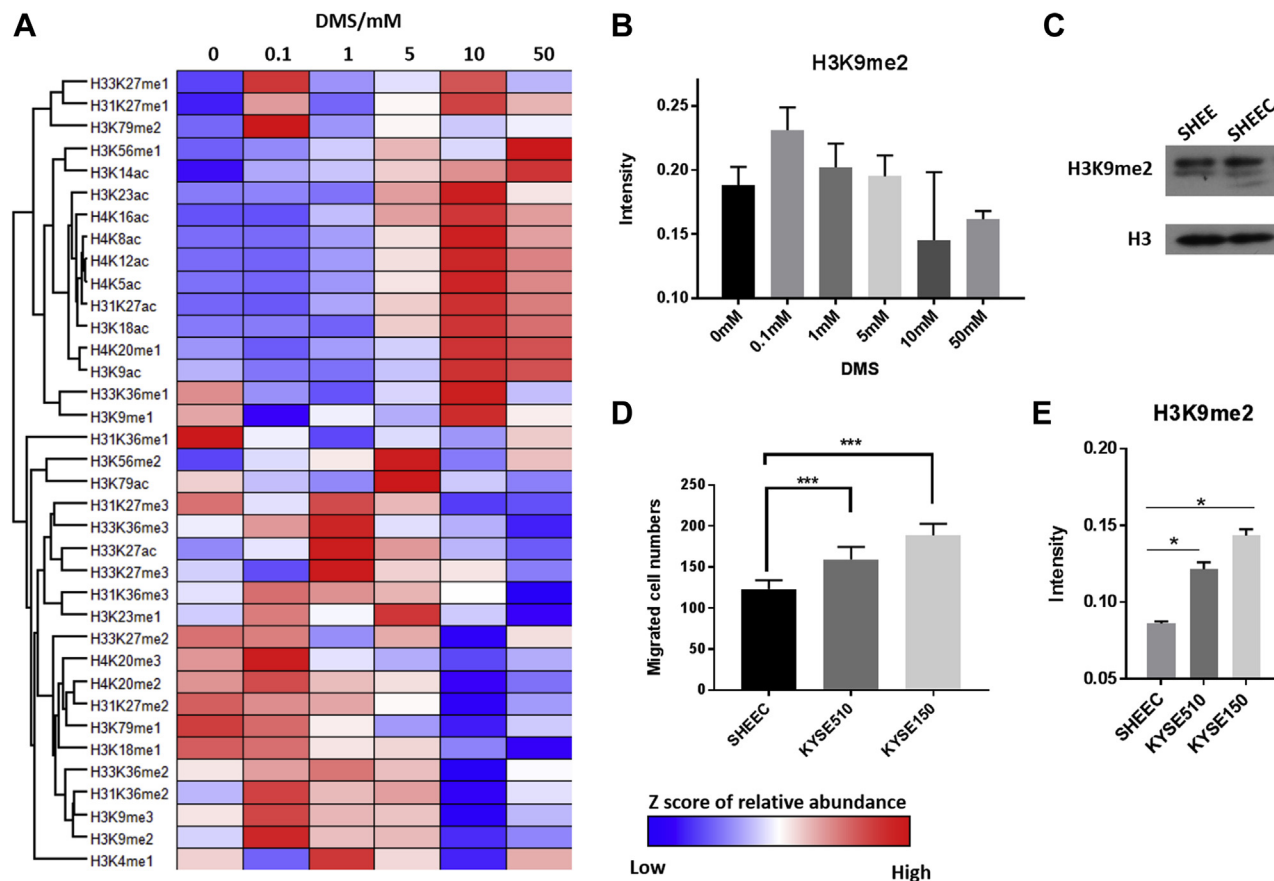 A
DMS/mM
0 0.1 1 5 10 50
H33K27me1
H31K27me1
H3K79me2
H3K56me1
H3K14ac
H3K23ac
H4K16ac
H4K8ac
H4K12ac
H4K5ac
H31K27ac
H3K18ac
H4K20me1
H3K9ac
H33K36me1
H3K9me1
H31K36me1
H3K56me2
H3K79ac
H31K27me3
H33K36me3
H33K27ac
H33K27me3
H31K36me3
H3K23me1
H33K27me2
H4K20me3
H4K20me2
H31K27me2
H3K79me1
H3K18me1
H33K36me2
H31K36me2
H3K9me3
H3K9me2
H3K4me1
B
H3K9me2
Intensity
0.25
0.20
0.15
0.10
0mM 0.1mM 1mM 5mM 10mM 50mM
DMS
C
SHEE SHEEC
H3K9me2
H3
D
***
***
Migrated cell numbers
250
200
150
100
50
0
SHEEC KYSE510 KYSE150
E
H3K9me2
Intensity
0.20
0.15
0.10
0.05
*
*
SHEEC KYSE510 KYSE150
Z score of relative abundance
Low High